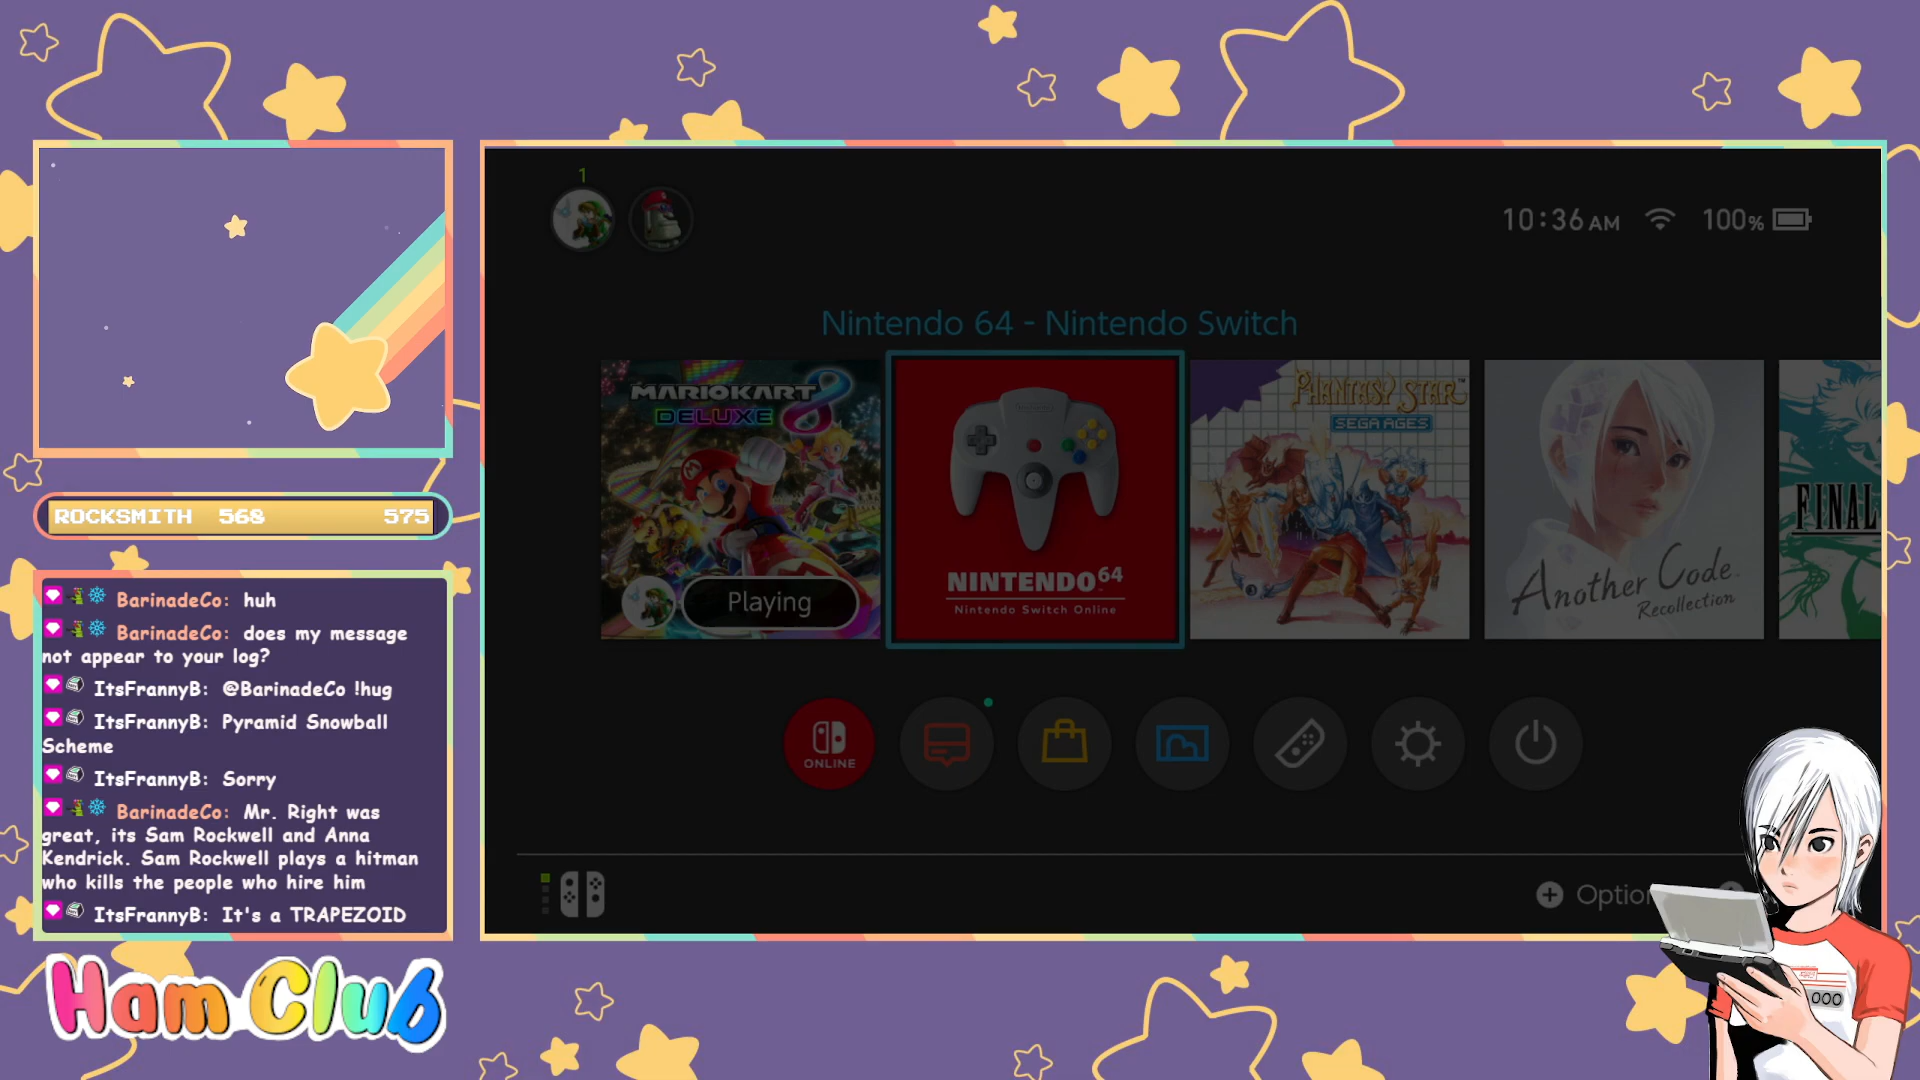 1
10:36 AM 100%
Nintendo 64 - Nintendo Switch
MARIOKART 8
DELUXE
Playing
NINTENDO 64
Nintendo Switch Online
PHANTASY STAR
SEGA AGES
Another Code
Recollection
FINAL
ONLINE
Option
ROCKSMITH 568 575
BarinadeCo: huh
BarinadeCo: does my message
not appear to your log?
ItsFrannyB: @BarinadeCo !hug
ItsFrannyB: Pyramid Snowball
Scheme
ItsFrannyB: Sorry
BarinadeCo: Mr. Right was
great, its Sam Rockwell and Anna
Kendrick. Sam Rockwell plays a hitman
who kills the people who hire him
ItsFrannyB: It's a TRAPEZOID
Ham Club